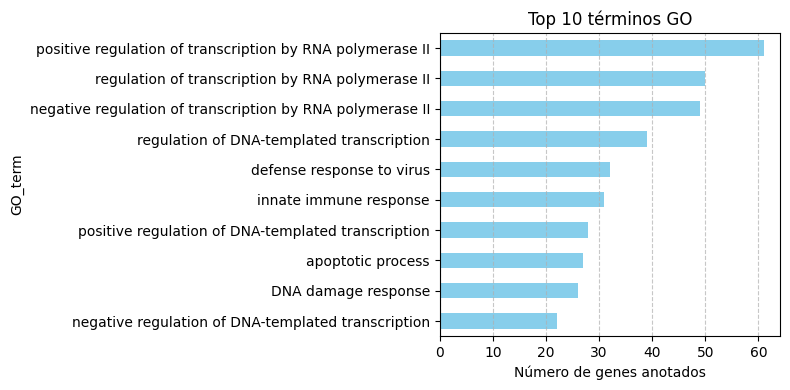 Top 10 términos GO
GO_term
positive regulation of transcription by RNA polymerase II
regulation of transcription by RNA polymerase II
negative regulation of transcription by RNA polymerase II
regulation of DNA-templated transcription
defense response to virus
innate immune response
positive regulation of DNA-templated transcription
apoptotic process
DNA damage response
negative regulation of DNA-templated transcription
0 10 20 30 40 50 60
Número de genes anotados